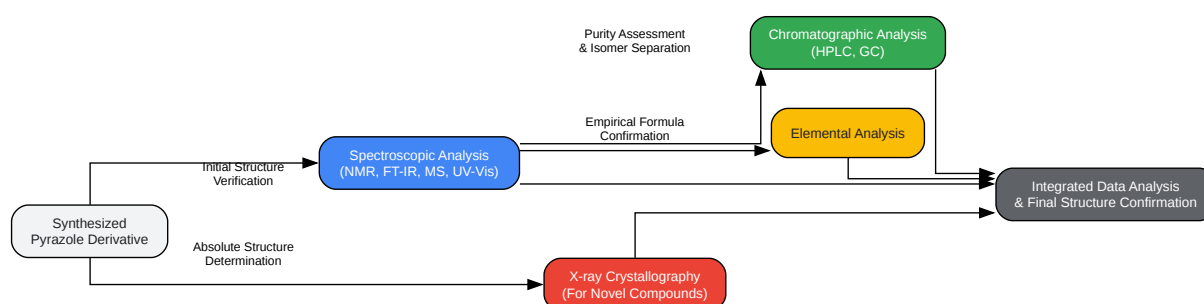 Purity Assessment
& Isomer Separation
Chromatographic Analysis
(HPLC, GC)
Empirical Formula
Confirmation
Elemental Analysis
Spectroscopic Analysis
(NMR, FT-IR, MS, UV-Vis)
Initial Structure
Verification
Integrated Data Analysis
& Final Structure Confirmation
Synthesized
Pyrazole Derivative
Absolute Structure
Determination
X-ray Crystallography
(For Novel Compounds)